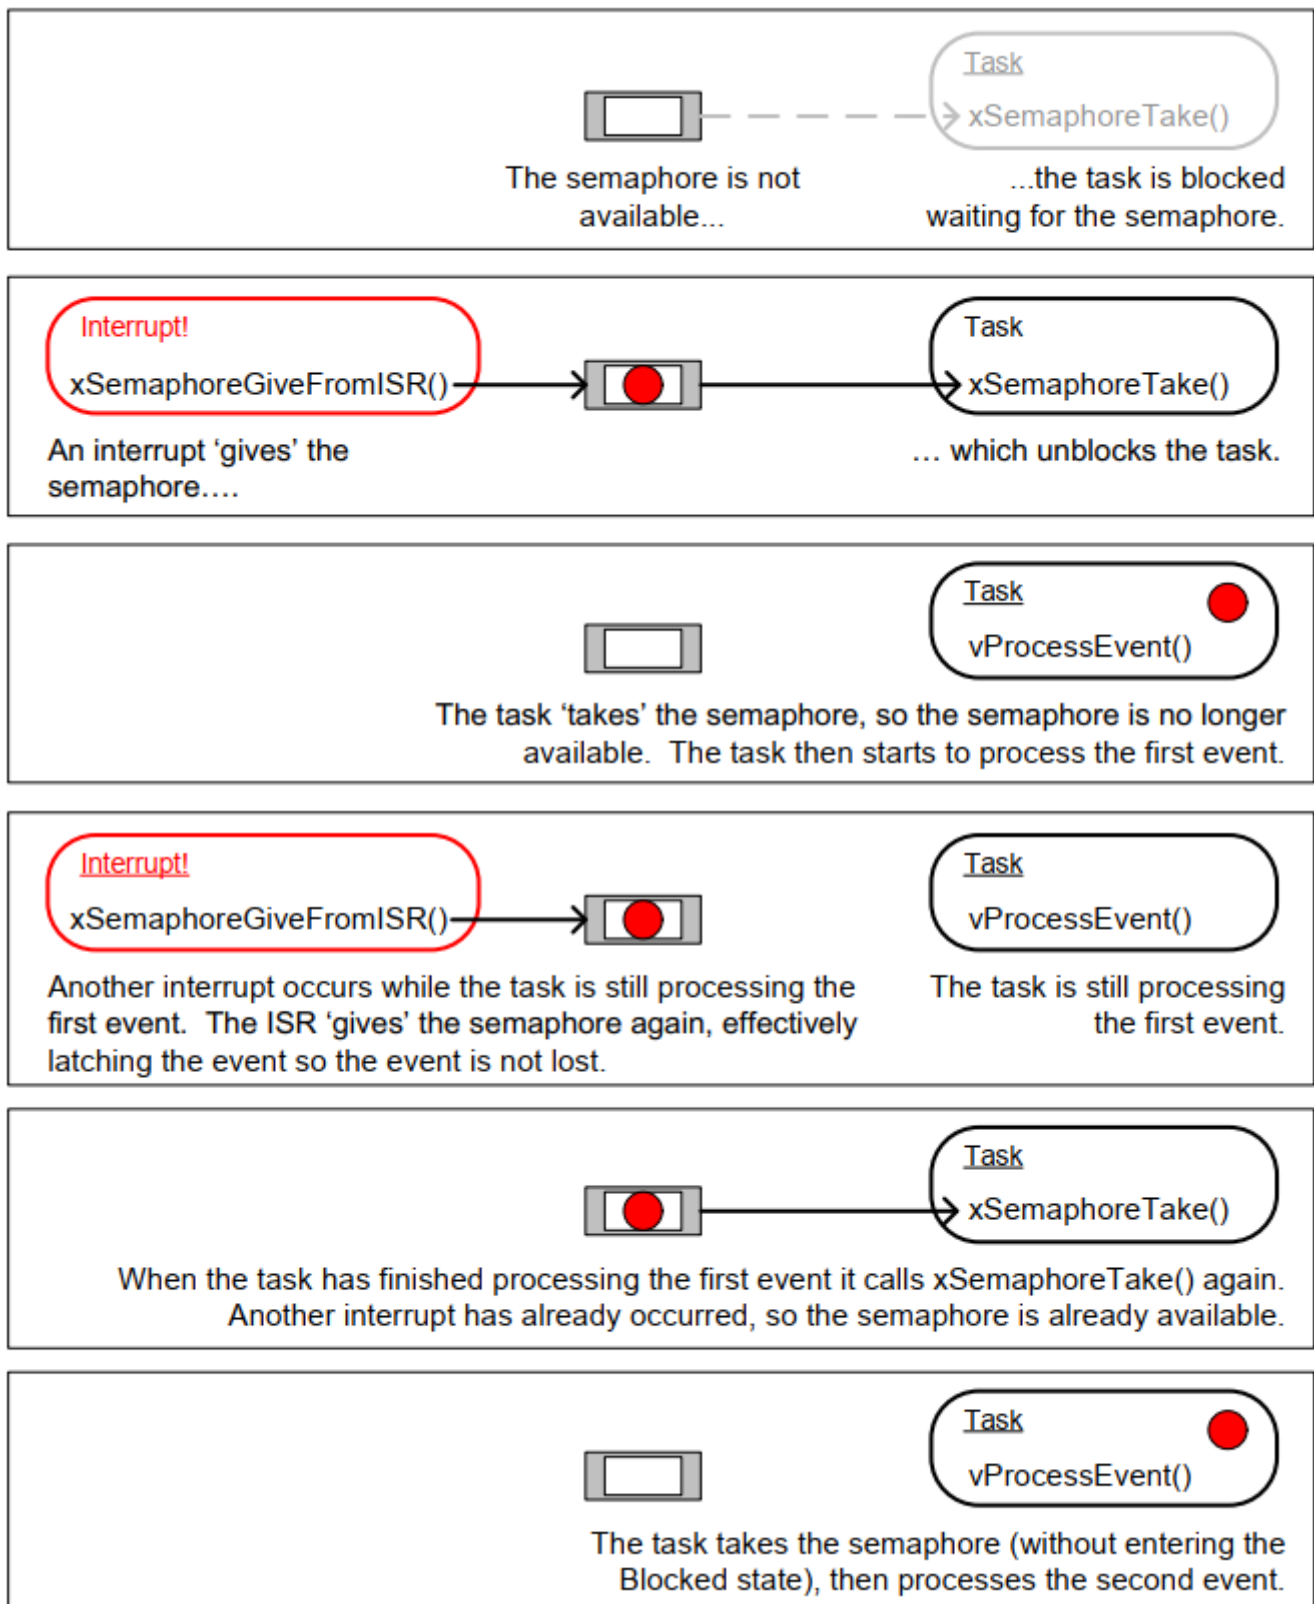 Task
xSemaphoreTake()
The semaphore is not
available...
...the task is blocked
waiting for the semaphore.
Interrupt!
xSemaphoreGiveFromISR()
Task
xSemaphoreTake()
An interrupt ‘gives’ the
semaphore….
… which unblocks the task.
Task
vProcessEvent()
The task ‘takes’ the semaphore, so the semaphore is no longer
available.  The task then starts to process the first event.
Interrupt!
xSemaphoreGiveFromISR()
Task
vProcessEvent()
Another interrupt occurs while the task is still processing the
first event.  The ISR ‘gives’ the semaphore again, effectively
latching the event so the event is not lost.
The task is still processing
the first event.
Task
xSemaphoreTake()
When the task has finished processing the first event it calls xSemaphoreTake() again.
Another interrupt has already occurred, so the semaphore is already available.
Task
vProcessEvent()
The task takes the semaphore (without entering the
Blocked state), then processes the second event.